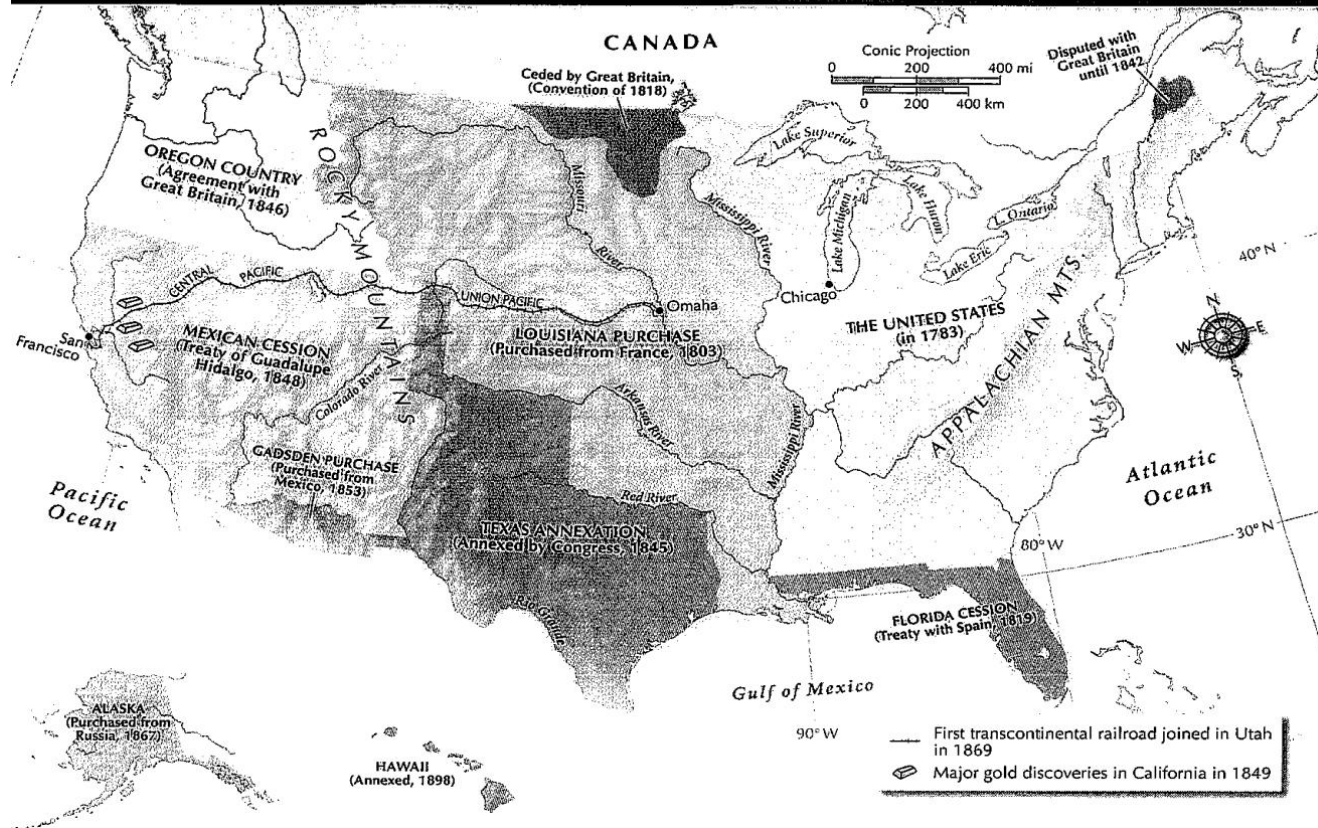 CANADA
Conic Projection
0 200 400 mi
0 200 400 km
Disputed with
Great Britain
until 1842
Ceded by Great Britain,
(Convention of 1818)
ROCKY MOUNTAINS
OREGON COUNTRY
(Agreement with
Great Britain, 1846)
Missouri
River
Mississippi River
Lake Superior
Lake Michigan
Lake Huron
L. Ontario
Lake Erie
40° N
CENTRAL PACIFIC
UNION PACIFIC
Omaha
Chicago
THE UNITED STATES
(in 1783)
APPALACHIAN MTS.
N
E
S
W
San
Francisco
MEXICAN CESSION
(Treaty of Guadalupe
Hidalgo, 1848)
LOUISIANA PURCHASE
(Purchased from France, 1803)
Colorado River
Arkansas River
Mississippi River
GADSDEN PURCHASE
(Purchased from
Mexico, 1853)
Pacific
Ocean
Red River
Atlantic
Ocean
TEXAS ANNEXATION
(Annexed by Congress, 1845)
80° W
30° N
Rio Grande
FLORIDA CESSION
(Treaty with Spain, 1819)
Gulf of Mexico
90° W
ALASKA
(Purchased from
Russia, 1867)
HAWAII
(Annexed, 1898)
First transcontinental railroad joined in Utah
in 1869
Major gold discoveries in California in 1849